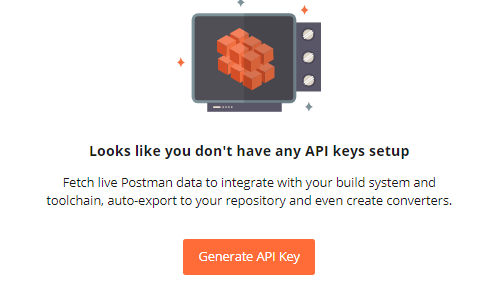 Looks like you don't have any API keys setup
Fetch live Postman data to integrate with your build system and
toolchain, auto-export to your repository and even create converters.
Generate API Key